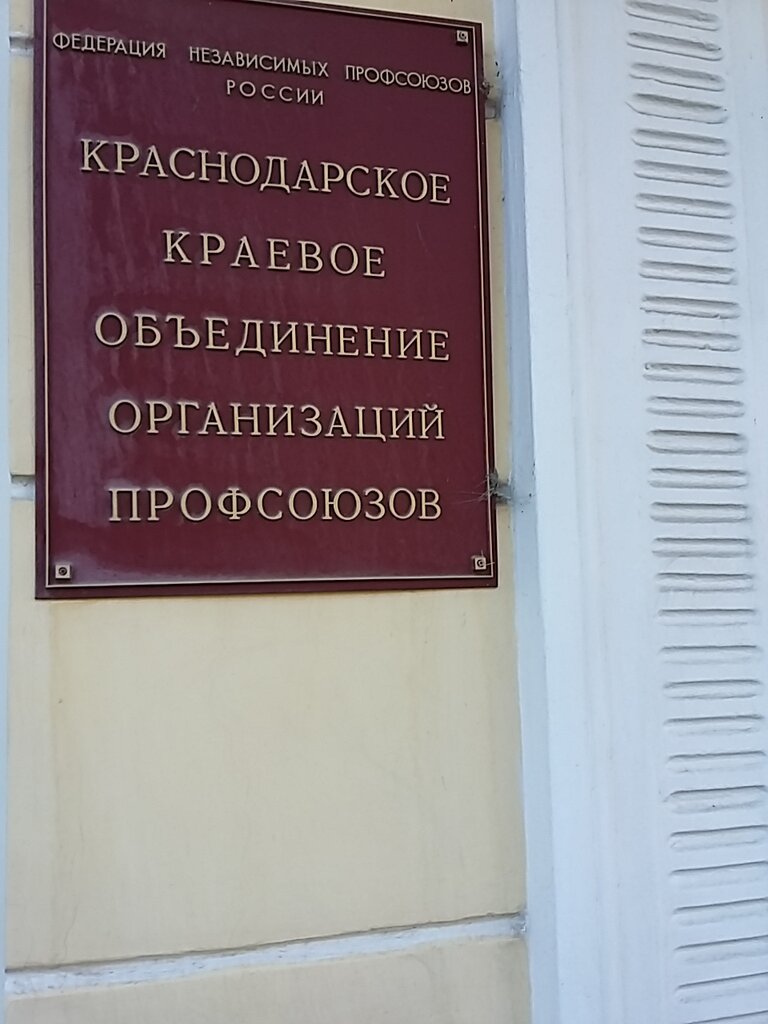 ФЕДЕРАЦИЯ НЕЗАВИСИМЫХ ПРОФСОЮЗОВ
РОССИИ
КРАСНОДАРСКОЕ
КРАЕВОЕ
ОБЪЕДИНЕНИЕ
ОРГАНИЗАЦИЙ
ПРОФСОЮЗОВ